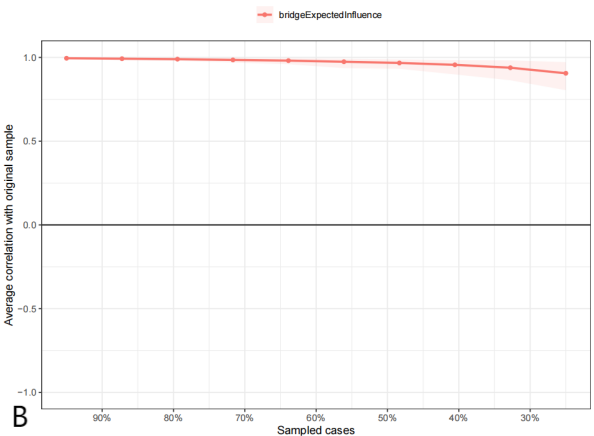 bridgeExpectedInfluence
Average correlation with original sample
1.0
0.5
0.0
−0.5
−1.0
90% 80% 70% 60% 50% 40% 30%
Sampled cases
B